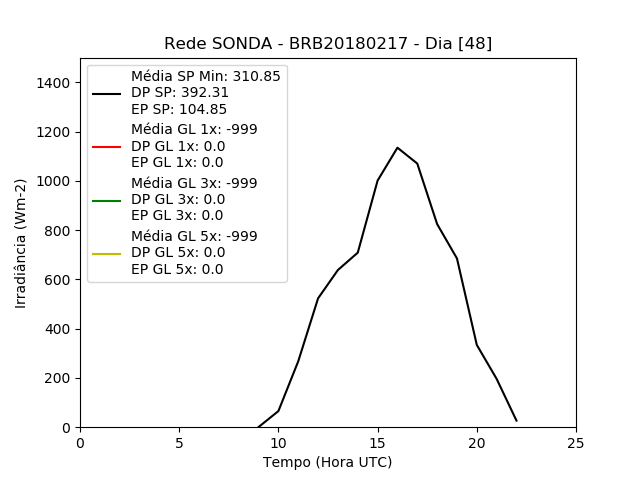 Rede SONDA - BRB20180217 - Dia [48]
Média SP Min: 310.85
DP SP: 392.31
EP SP: 104.85
Média GL 1x: -999
DP GL 1x: 0.0
EP GL 1x: 0.0
Média GL 3x: -999
DP GL 3x: 0.0
EP GL 3x: 0.0
Média GL 5x: -999
DP GL 5x: 0.0
EP GL 5x: 0.0
Irradiância (Wm-2)
1400
1200
1000
800
600
400
200
0
0 5 10 15 20 25
Tempo (Hora UTC)